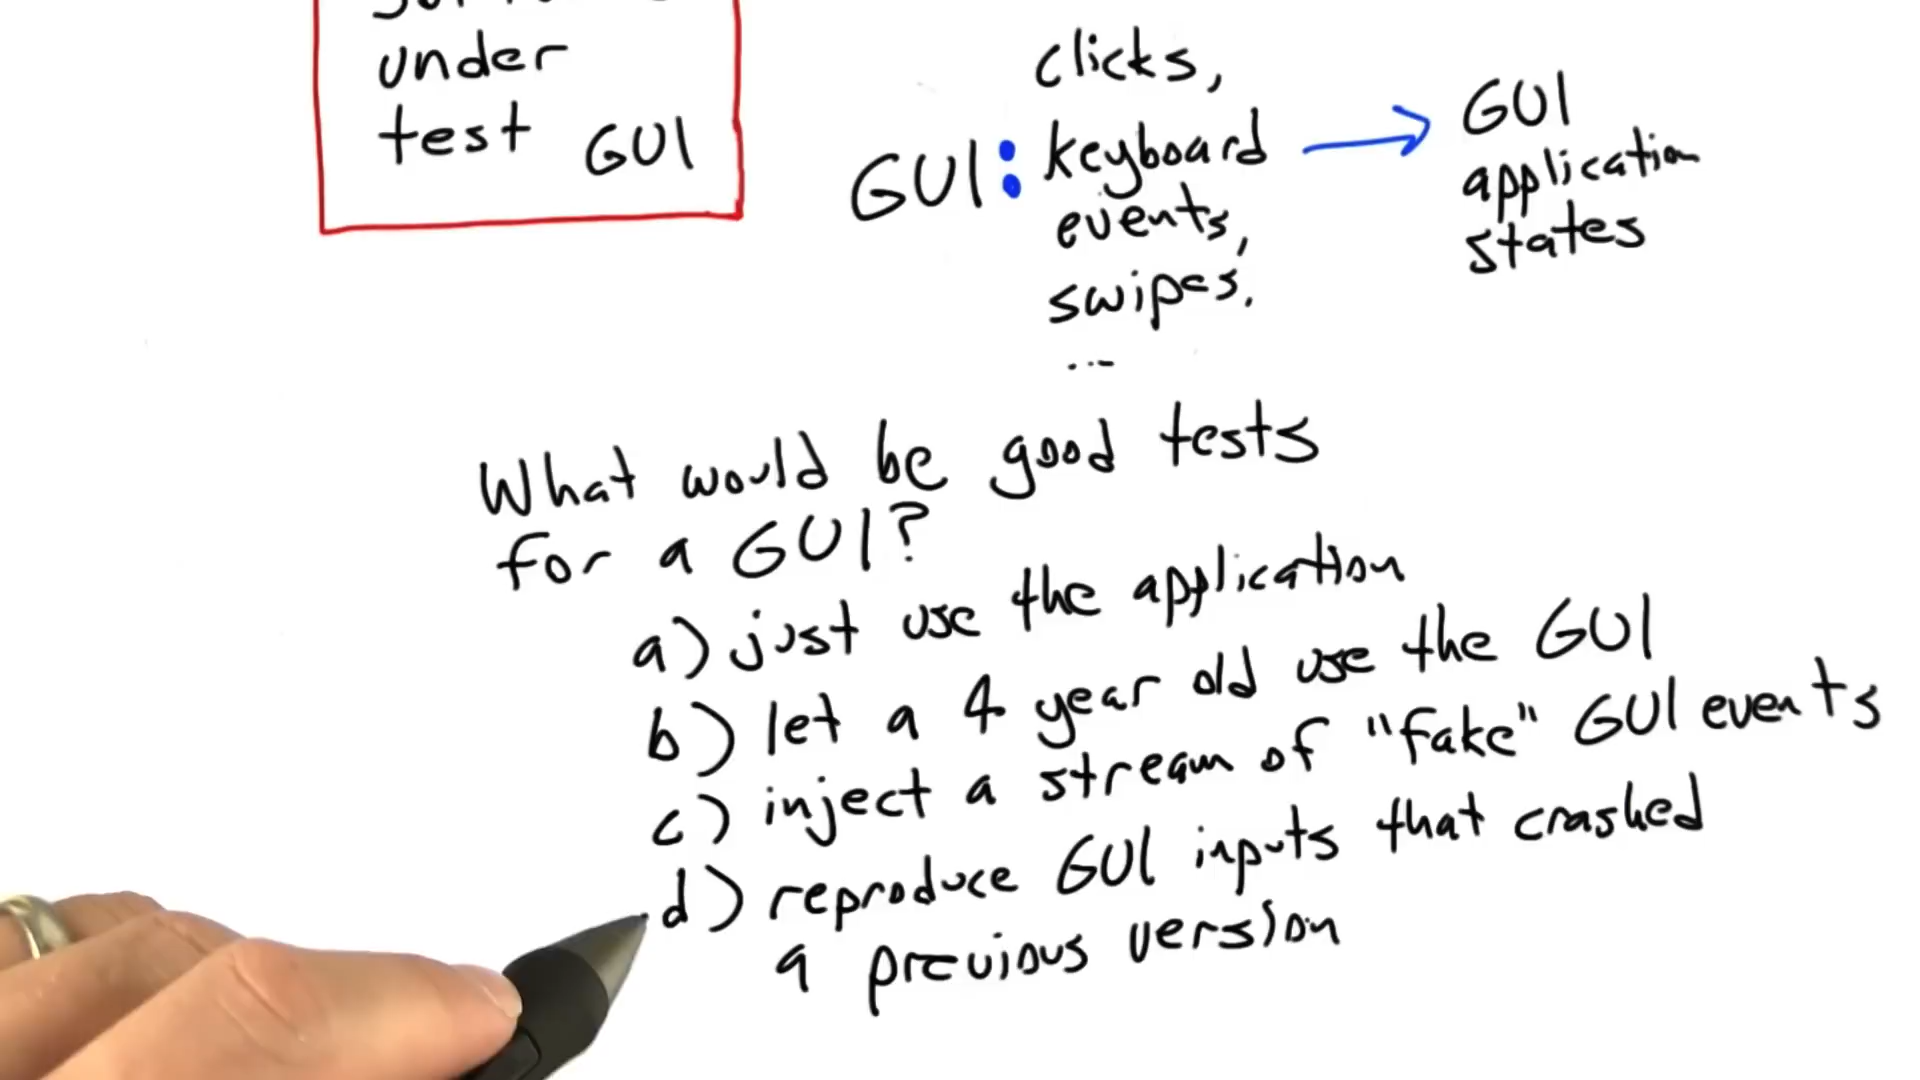 under
test GUI
GUI:
clicks,
keyboard
events,
swipes.
...
GUI
application
states
What would be good tests
for a GUI?
a) just use the application
b) let a 4 year old use the GUI
c) inject a stream of "fake" GUI events
d) reproduce GUI inputs that crashed
a previous version